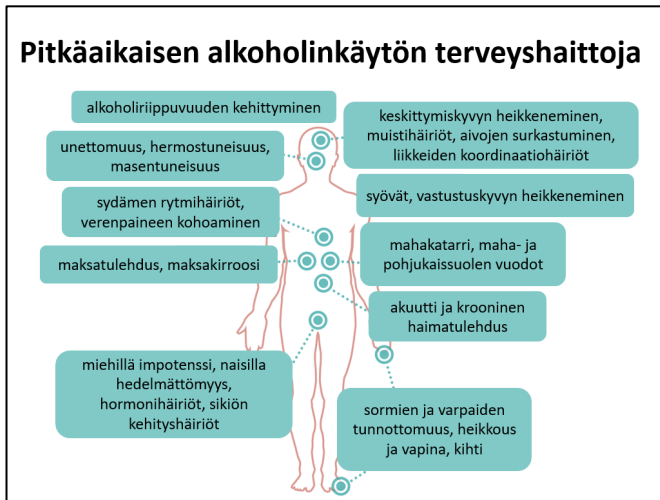 Pitkäaikaisen alkoholinkäytön terveyshaittoja
alkoholiriippuvuuden kehittyminen
unettomuus, hermostuneisuus,
masentuneisuus
sydämen rytmihäiriöt,
verenpaineen kohoaminen
maksatulehdus, maksakirroosi
miehillä impotenssi, naisilla
hedelmättömyys,
hormonihäiriöt, sikiön
kehityshäiriöt
keskittymiskyvyn heikkeneminen,
muistihäiriöt, aivojen surkastuminen,
liikkeiden koordinaatiohäiriöt
syövät, vastustuskyvyn heikkeneminen
mahakatarri, maha- ja
pohjukaissuolen vuodot
akuutti ja krooninen
haimatulehdus
sormien ja varpaiden
tunnottomuus, heikkous
ja vapina, kihti